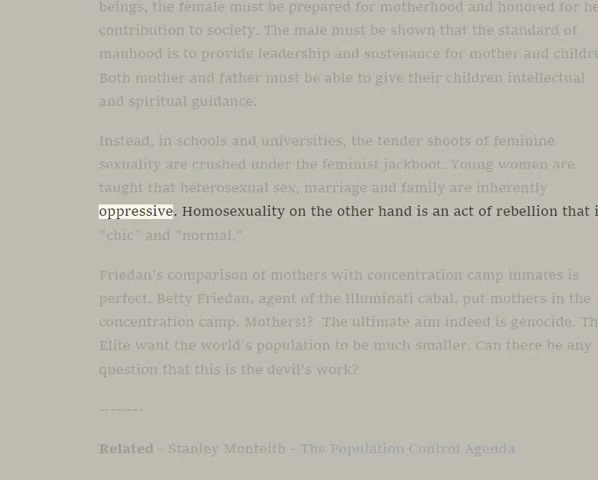 beings, the female must be prepared for motherhood and honored for he
contribution to society. The male must be shown that the standard of
manhood is to provide leadership and sustenance for mother and childre
Both mother and father must be able to give their children intellectual
and spiritual guidance.
Instead, in schools and universities, the tender shoots of feminine
sexuality are crushed under the feminist jackboot. Young women are
taught that heterosexual sex, marriage and family are inherently
oppressive. Homosexuality on the other hand is an act of rebellion that i
"chic" and "normal."
Friedan's comparison of mothers with concentration camp inmates is
perfect. Betty Friedan, agent of the Illuminati cabal, put mothers in the
concentration camp. Mothers!? The ultimate aim indeed is genocide. Th
Elite want the world's population to be much smaller. Can there be any
question that this is the devil's work?
--------
Related - Stanley Monteith - The Population Control Agenda